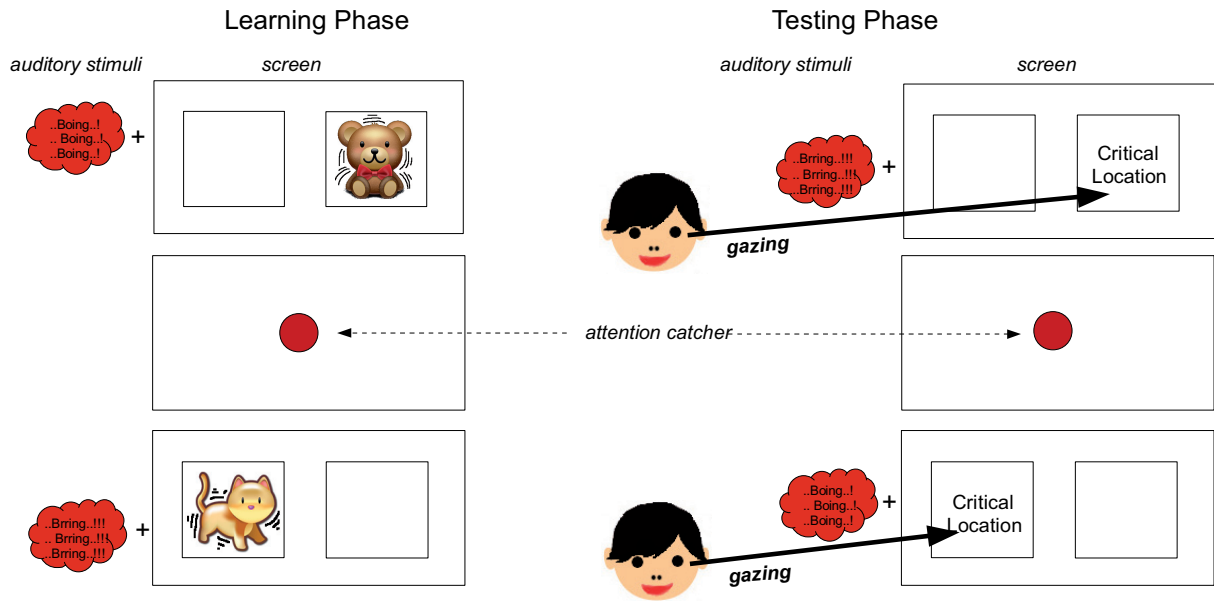 Learning Phase
Testing Phase
auditory stimuli
screen
auditory stimuli
screen
..Boing..!
.. Boing..!
..Boing..!
+
..Brring..!!!
.. Brring..!!!
..Brring..!!!
+
Critical
Location
gazing
attention catcher
..Brring..!!!
.. Brring..!!!
..Brring..!!!
+
..Boing..!
.. Boing..!
..Boing..!
+
Critical
Location
gazing